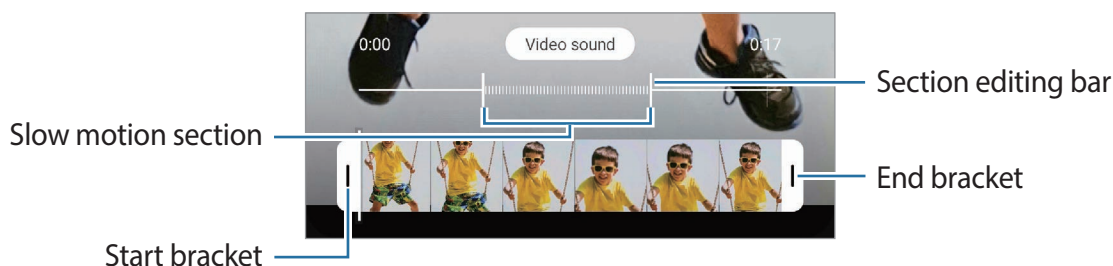 0:00
Video sound
0:17
Section editing bar
Slow motion section
End bracket
Start bracket